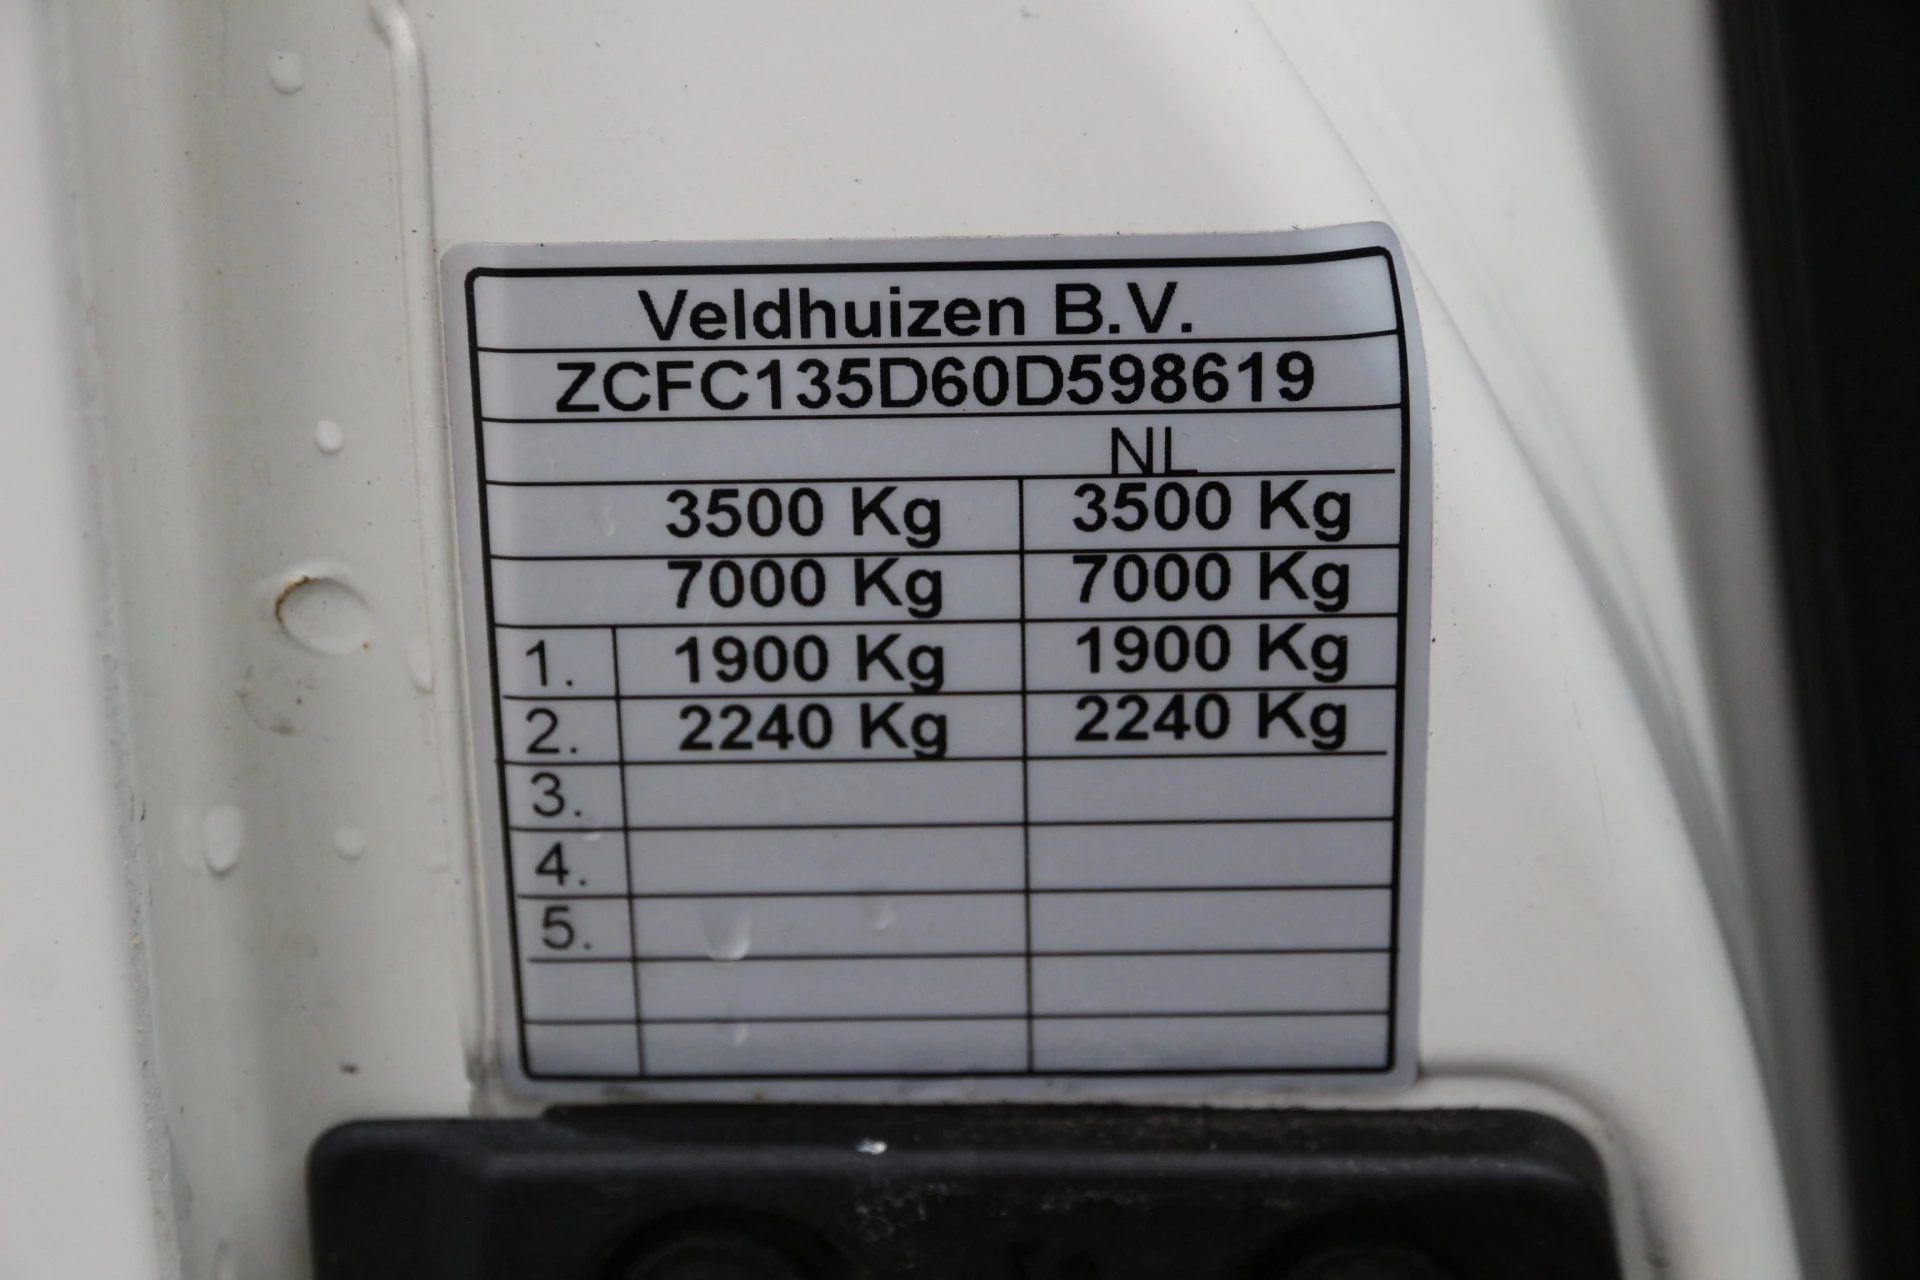 Veldhuizen B.V.
ZCFC135D60D598619
NL
3500 Kg 3500 Kg
7000 Kg 7000 Kg
1. 1900 Kg 1900 Kg
2. 2240 Kg 2240 Kg
3.
4.
5.